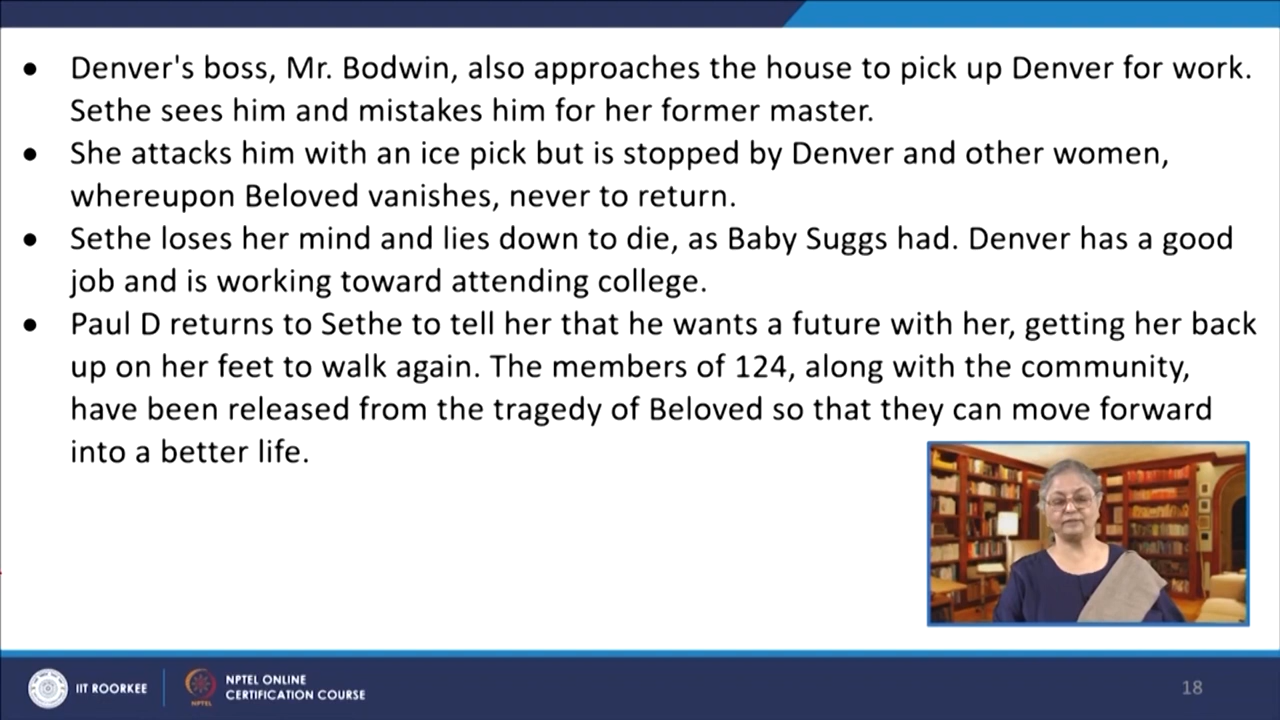 ● Denver's boss, Mr. Bodwin, also approaches the house to pick up Denver for work.
Sethe sees him and mistakes him for her former master.
● She attacks him with an ice pick but is stopped by Denver and other women,
whereupon Beloved vanishes, never to return.
● Sethe loses her mind and lies down to die, as Baby Suggs had. Denver has a good
job and is working toward attending college.
● Paul D returns to Sethe to tell her that he wants a future with her, getting her back
up on her feet to walk again. The members of 124, along with the community,
have been released from the tragedy of Beloved so that they can move forward
into a better life.
IIT ROORKEE
NPTEL
NPTEL ONLINE
CERTIFICATION COURSE
18